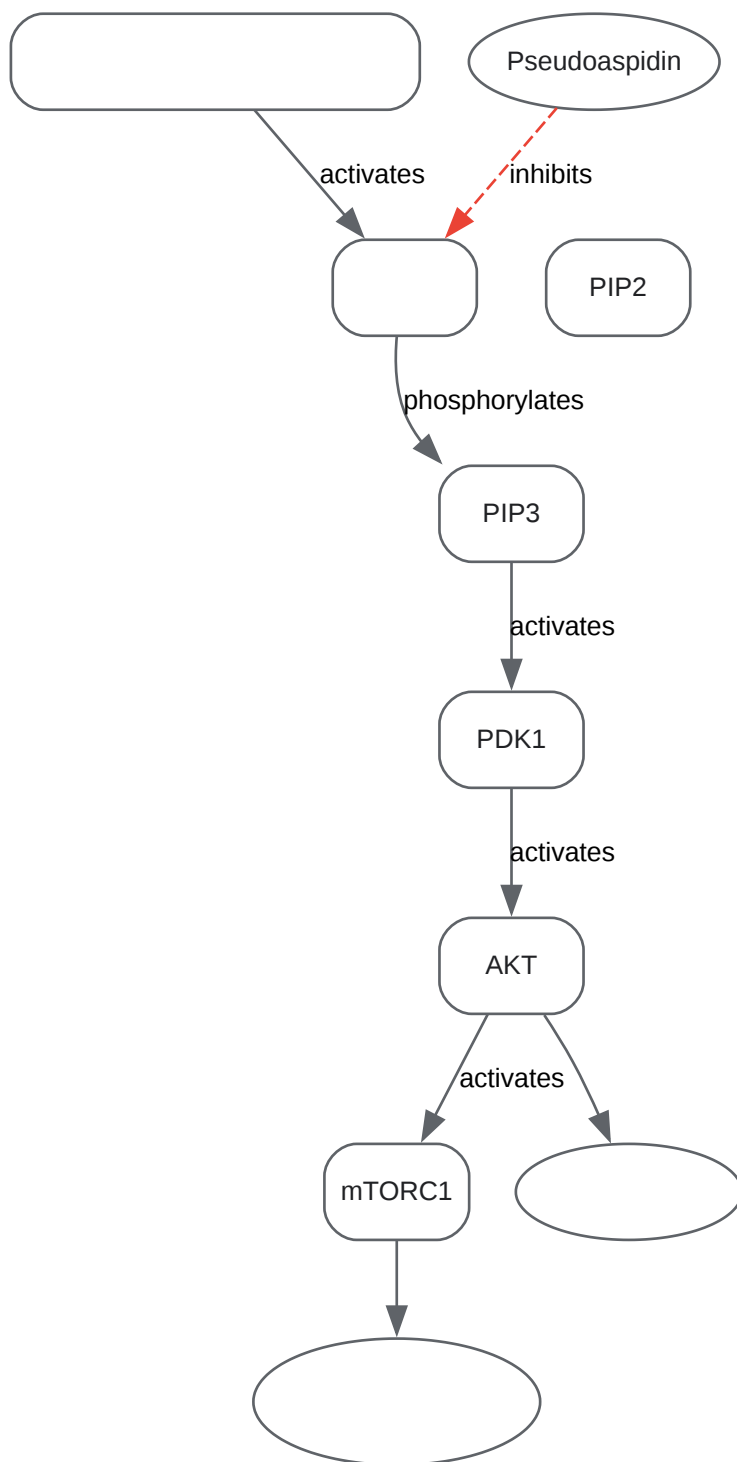 Pseudoaspidin
activates
inhibits
PIP2
phosphorylates
PIP3
activates
PDK1
activates
AKT
activates
mTORC1